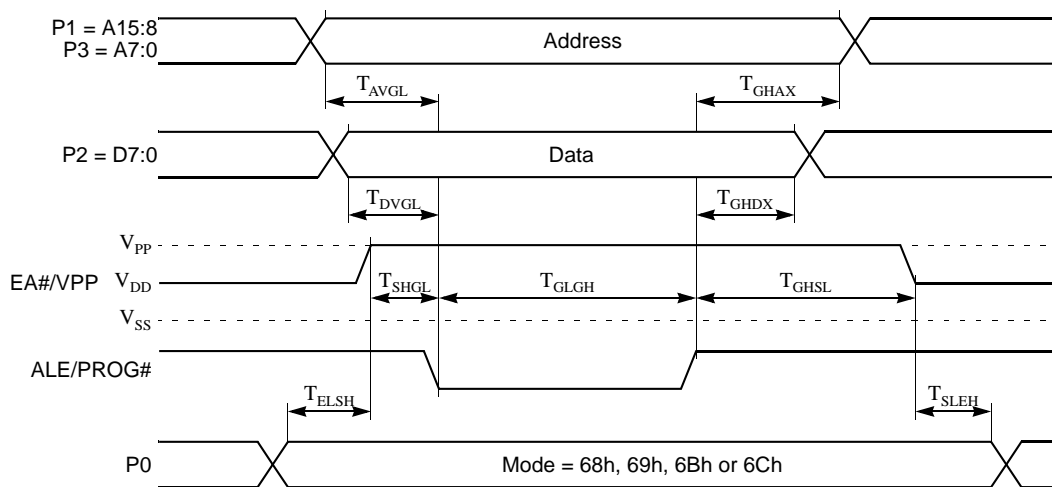 P1 = A15:8
P3 = A7:0
Address
TAVGL
TGHAX
P2 = D7:0
Data
TDVGL
TGHDX
VPP
EA#/VPP
VDD
TSHGL
TGLGH
TGHSL
VSS
ALE/PROG#
TELSH
TSLEH
P0
Mode = 68h, 69h, 6Bh or 6Ch